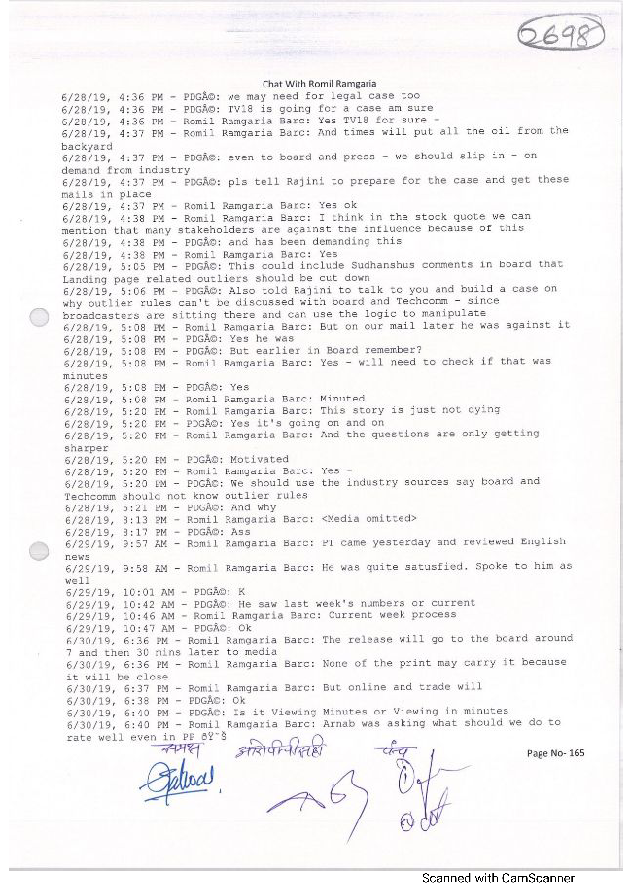 2698
Chat With Romil Ramgaria
6/28/19, 4:36 PM - PDGÃ©: we may need for legal case too
6/28/19, 4:36 PM - PDGÃ©: TV18 is going for a case am sure
6/28/19, 4:36 PM - Romil Ramgaria Barc: Yes TV18 for sure -
6/28/19, 4:37 PM - Romil Ramgaria Barc: And times will put all the oil from the
backyard
6/28/19, 4:37 PM - PDGÃ©: even to board and press - we should slip in - on
demand from industry
6/28/19, 4:37 PM - PDGÃ©: pls tell Rajini to prepare for the case and get these
mails in place
6/28/19, 4:37 PM - Romil Ramgaria Barc: Yes ok
6/28/19, 4:38 PM - Romil Ramgaria Barc: I think in the stock quote we can
mention that many stakeholders are against the influence because of this
6/28/19, 4:38 PM - PDGÃ©: and has been demanding this
6/28/19, 4:38 PM - Romil Ramgaria Barc: Yes
6/28/19, 5:05 PM - PDGÃ©: This could include Sudhanshus comments in board that
Landing page related outliers should be cut down
6/28/19, 5:06 PM - PDGÃ©: Also told Rajini to talk to you and build a case on
why outlier rules can't be discussed with board and Techcomm - since
broadcasters are sitting there and can use the logic to manipulate
6/28/19, 5:08 PM - Romil Ramgaria Barc: But on our mail later he was against it
6/28/19, 5:08 PM - PDGÃ©: Yes he was
6/28/19, 5:08 PM - PDGÃ©: But earlier in Board remember?
6/28/19, 5:08 PM - Romil Ramgaria Barc: Yes - will need to check if that was
minutes
6/28/19, 5:08 PM - PDGÃ©: Yes
6/28/19, 5:08 PM - Romil Ramgaria Barc: Minuted
6/28/19, 5:20 PM - Romil Ramgaria Barc: This story is just not dying
6/28/19, 5:20 PM - PDGÃ©: Yes it's going on and on
6/28/19, 5:20 PM - Romil Ramgaria Barc: And the questions are only getting
sharper
6/28/19, 5:20 PM - PDGÃ©: Motivated
6/28/19, 5:20 PM - Romil Ramgaria Barc: Yes -
6/28/19, 5:20 PM - PDGÃ©: We should use the industry sources say board and
Techcomm should not know outlier rules
6/28/19, 5:21 PM - PDGÃ©: And why
6/28/19, 8:13 PM - Romil Ramgaria Barc: <Media omitted>
6/28/19, 8:17 PM - PDGÃ©: Ass
6/29/19, 9:57 AM - Romil Ramgaria Barc: PT came yesterday and reviewed English
news
6/29/19, 9:58 AM - Romil Ramgaria Barc: He was quite satusfied. Spoke to him as
well
6/29/19, 10:01 AM - PDGÃ©: K
6/29/19, 10:42 AM - PDGÃ©: He saw last week's numbers or current
6/29/19, 10:46 AM - Romil Ramgaria Barc: Current week process
6/29/19, 10:47 AM - PDGÃ©: Ok
6/30/19, 6:36 PM - Romil Ramgaria Barc: The release will go to the board around
7 and then 30 mins later to media
6/30/19, 6:36 PM - Romil Ramgaria Barc: None of the print may carry it because
it will be close
6/30/19, 6:37 PM - Romil Ramgaria Barc: But online and trade will
6/30/19, 6:38 PM - PDGÃ©: Ok
6/30/19, 6:40 PM - PDGÃ©: Is it Viewing Minutes or Viewing in minutes
6/30/19, 6:40 PM - Romil Ramgaria Barc: Arnab was asking what should we do to
rate well even in PF ðŸ˜Š
समक्ष पंच
Page No- 165
Scanned with CamScanner